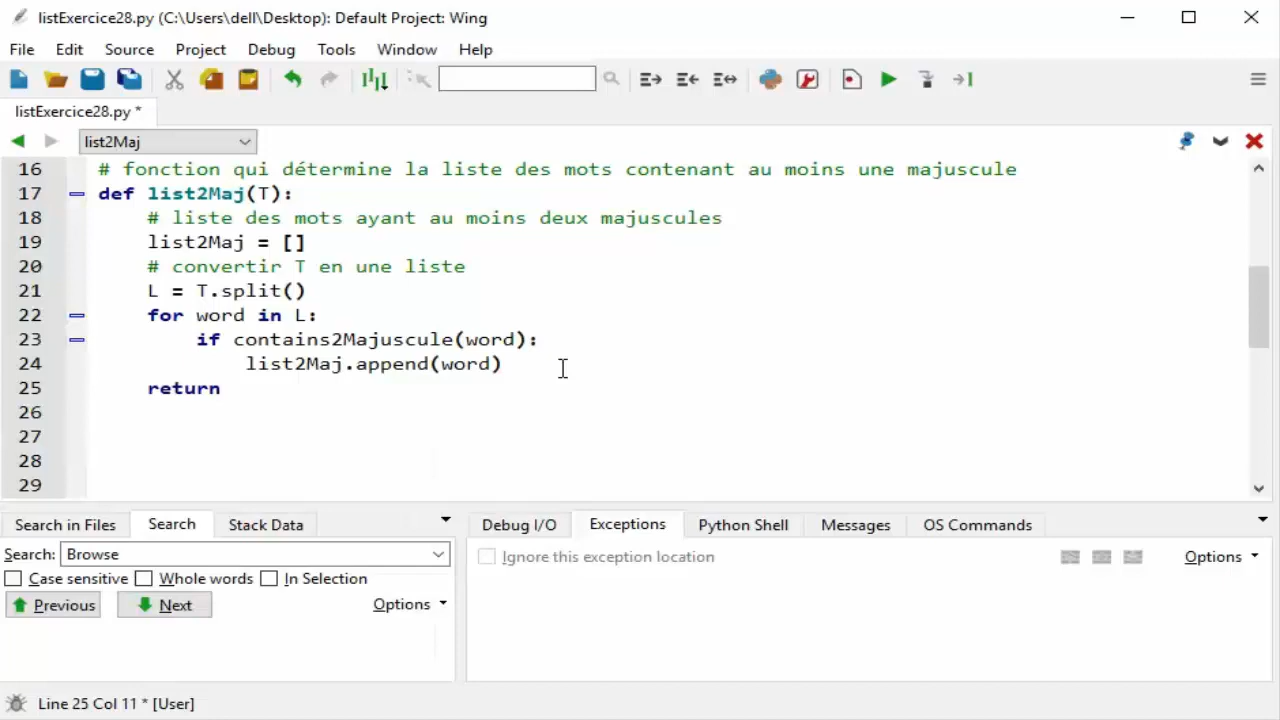 listExercice28.py (C:\Users\dell\Desktop): Default Project: Wing
File Edit Source Project Debug Tools Window Help
listExercice28.py *
list2Maj
16 # fonction qui détermine la liste des mots contenant au moins une majuscule
17 def list2Maj(T):
18 # liste des mots ayant au moins deux majuscules
19 list2Maj = []
20 # convertir T en une liste
21 L = T.split()
22 for word in L:
23 if contains2Majuscule(word):
24 list2Maj.append(word)
25 return
26
27
28
29
Search in Files Search Stack Data
Debug I/O Exceptions Python Shell Messages OS Commands
Search: Browse
Ignore this exception location Options
Case sensitive Whole words In Selection
Previous Next Options
Line 25 Col 11 * [User]